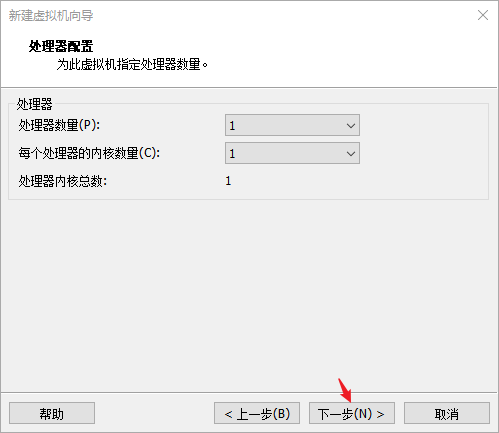 新建虚拟机向导
处理器配置
为此虚拟机指定处理器数量。
处理器
处理器数量(P): 1
每个处理器的内核数量(C): 1
处理器内核总数: 1
帮助 < 上一步(B) 下一步(N) > 取消